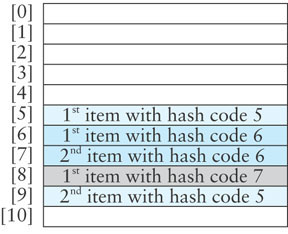 [0]
[1]
[2]
[3]
[4]
[5] 1st item with hash code 5
[6] 1st item with hash code 6
[7] 2nd item with hash code 6
[8] 1st item with hash code 7
[9] 2nd item with hash code 5
[10]